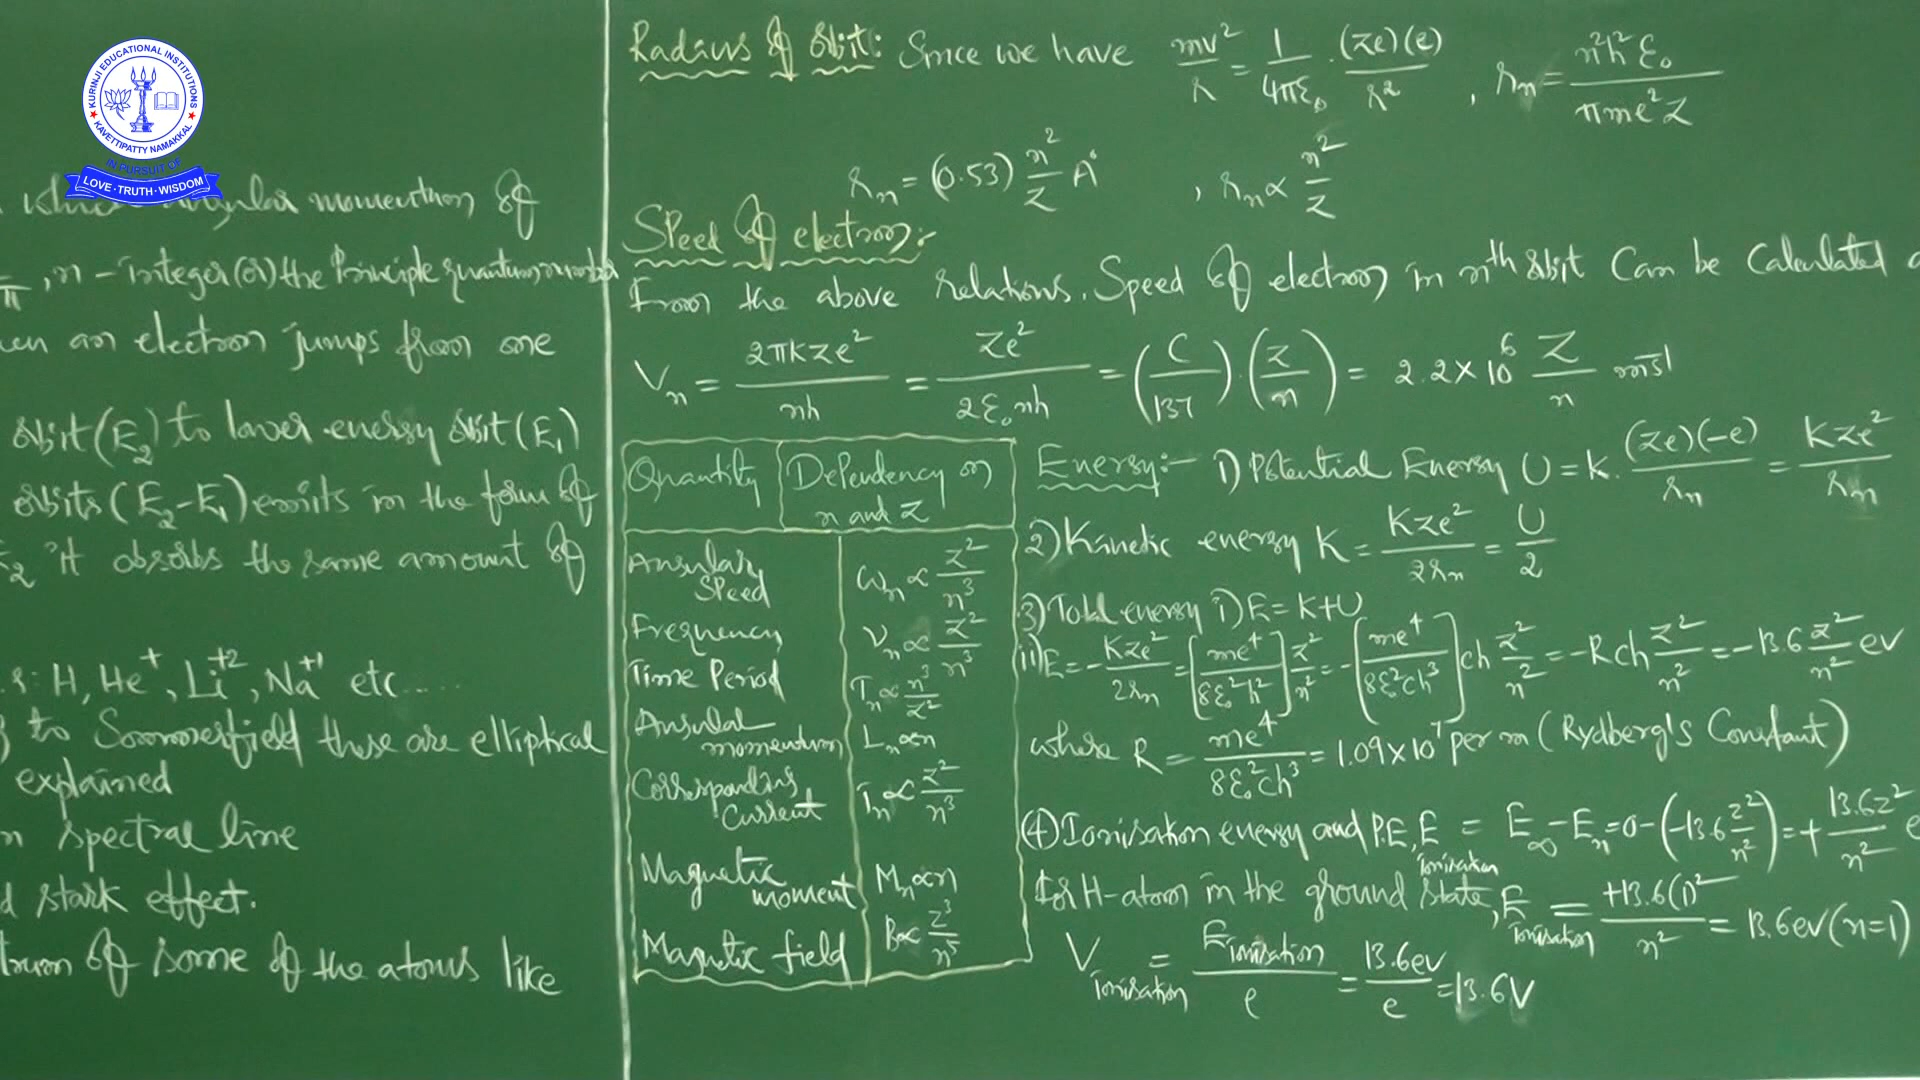 KURINJI EDUCATIONAL INSTITUTIONS
KAVETTIPATTY NAMAKKAL
IN PURSUIT OF
LOVE · TRUTH · WISDOM
angular momentum of
π, n - integer (or) the Principle quantum number
en an electron jumps from one
orbit (E₂) to lower energy orbit (E₁)
orbits (E₂-E₁) emits in the form of
E₂ it absorbs the same amount of
H, He⁺, Li⁺², Na⁺¹ etc....
to Sommerfield these are elliptical
explained
n spectral line
d stark effect.
trum of some of the atoms like
Radaius of orbit: Since we have mv²/r = 1/4πε₀ · (ze)(e)/r² , rₙ = n²h²ε₀/πme²Z
rₙ = (0.53) n²/Z A° , rₙ ∝ n²/Z
Speed of electron:-
From the above relations, Speed of electron in nth orbit Can be Calculated a
Vₙ = 2πKZe²/nh = Ze²/2ε₀nh = (C/137)·(Z/n) = 2.2×10⁶ Z/n ms⁻¹
Quantity Dependency on n and Z
Angular Speed ωₙ ∝ Z²/n³
Frequency νₙ ∝ Z²/n³
Time Period Tₙ ∝ n³/Z²
Angular momentum Lₙ ∝ n
Corresponding Current Iₙ ∝ Z²/n³
Magnetic moment Mₙ ∝ n
Magnetic field B ∝ Z³/n⁵
Energy:- 1) Potential Energy U = K·(Ze)(-e)/rₙ = KZe²/rₙ
2) Kinetic energy K = KZe²/2rₙ = U/2
3) Total energy i) E = K+U
ii) E = -KZe²/2rₙ = [me⁴/8ε₀²h²] Z²/n² = -[me⁴/8ε²ch³] ch Z²/n² = -Rch Z²/n² = -13.6 Z²/n² ev
where R = me⁴/8ε₀²ch³ = 1.09×10⁷ per m (Rydberg's Constant)
(4) Ionisation energy and P.E, E ionisation = E∞ - Eₙ = 0 - (-13.6 Z²/n²) = + 13.6Z²/n² e
for H-atom in the ground state, E ionisation = +13.6(1)²/n² = 13.6ev (n=1)
V ionisation = E ionisation/e = 13.6ev/e = 13.6V